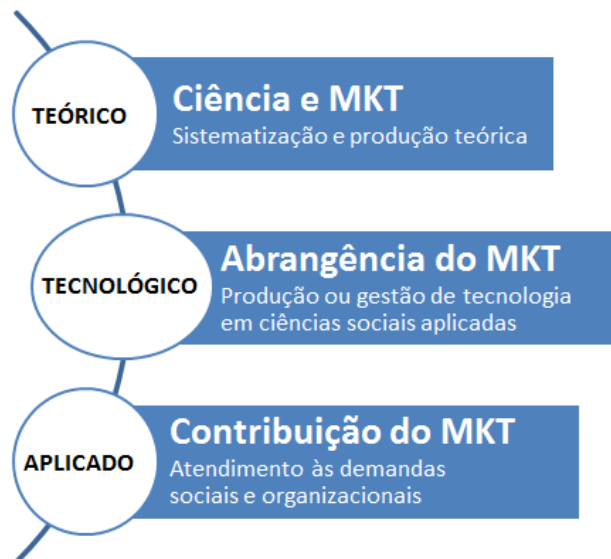 TEÓRICO
Ciência e MKT
Sistematização e produção teórica
TECNOLÓGICO
Abrangência do MKT
Produção ou gestão de tecnologia
em ciências sociais aplicadas
APLICADO
Contribuição do MKT
Atendimento às demandas
sociais e organizacionais